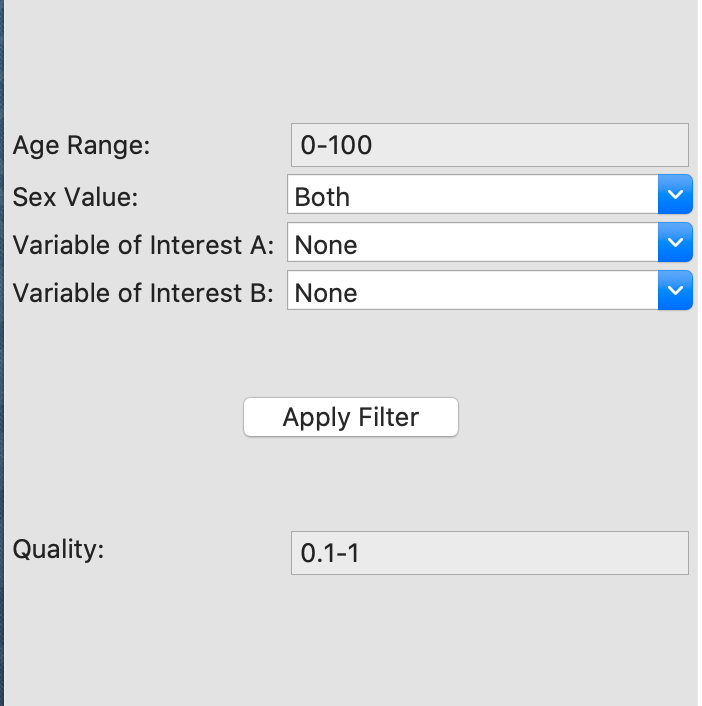 Age Range: 0-100
Sex Value: Both
Variable of Interest A: None
Variable of Interest B: None
Apply Filter
Quality: 0.1-1